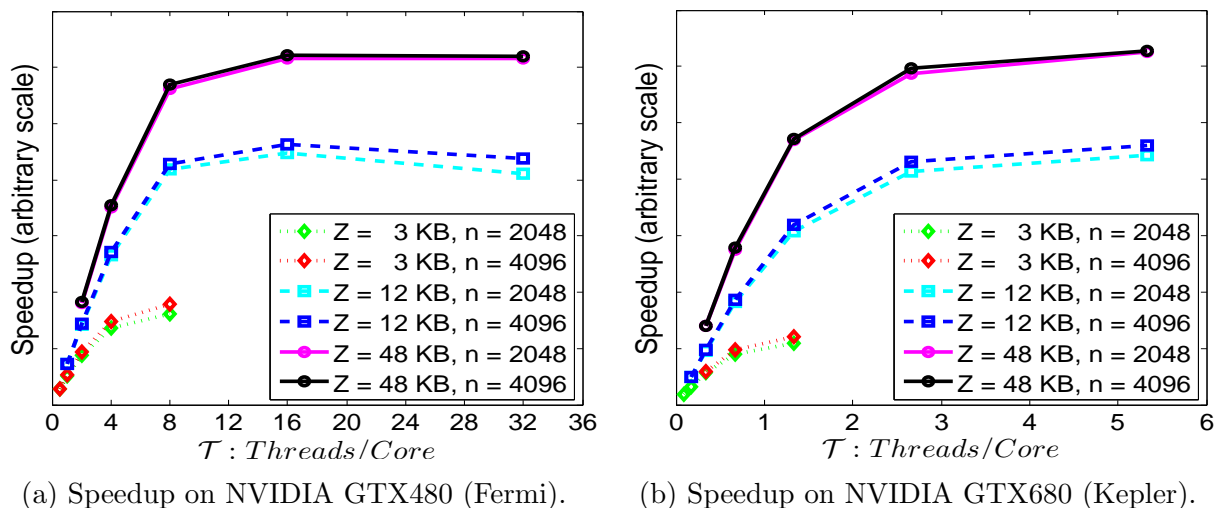 Speedup (arbitrary scale)
Z = 3 KB, n = 2048
Z = 3 KB, n = 4096
Z = 12 KB, n = 2048
Z = 12 KB, n = 4096
Z = 48 KB, n = 2048
Z = 48 KB, n = 4096
0 4 8 12 16 20 24 28 32 36
𝒯 : Threads/Core
(a) Speedup on NVIDIA GTX480 (Fermi).
Speedup (arbitrary scale)
Z = 3 KB, n = 2048
Z = 3 KB, n = 4096
Z = 12 KB, n = 2048
Z = 12 KB, n = 4096
Z = 48 KB, n = 2048
Z = 48 KB, n = 4096
0 1 2 3 4 5 6
𝒯 : Threads/Core
(b) Speedup on NVIDIA GTX680 (Kepler).